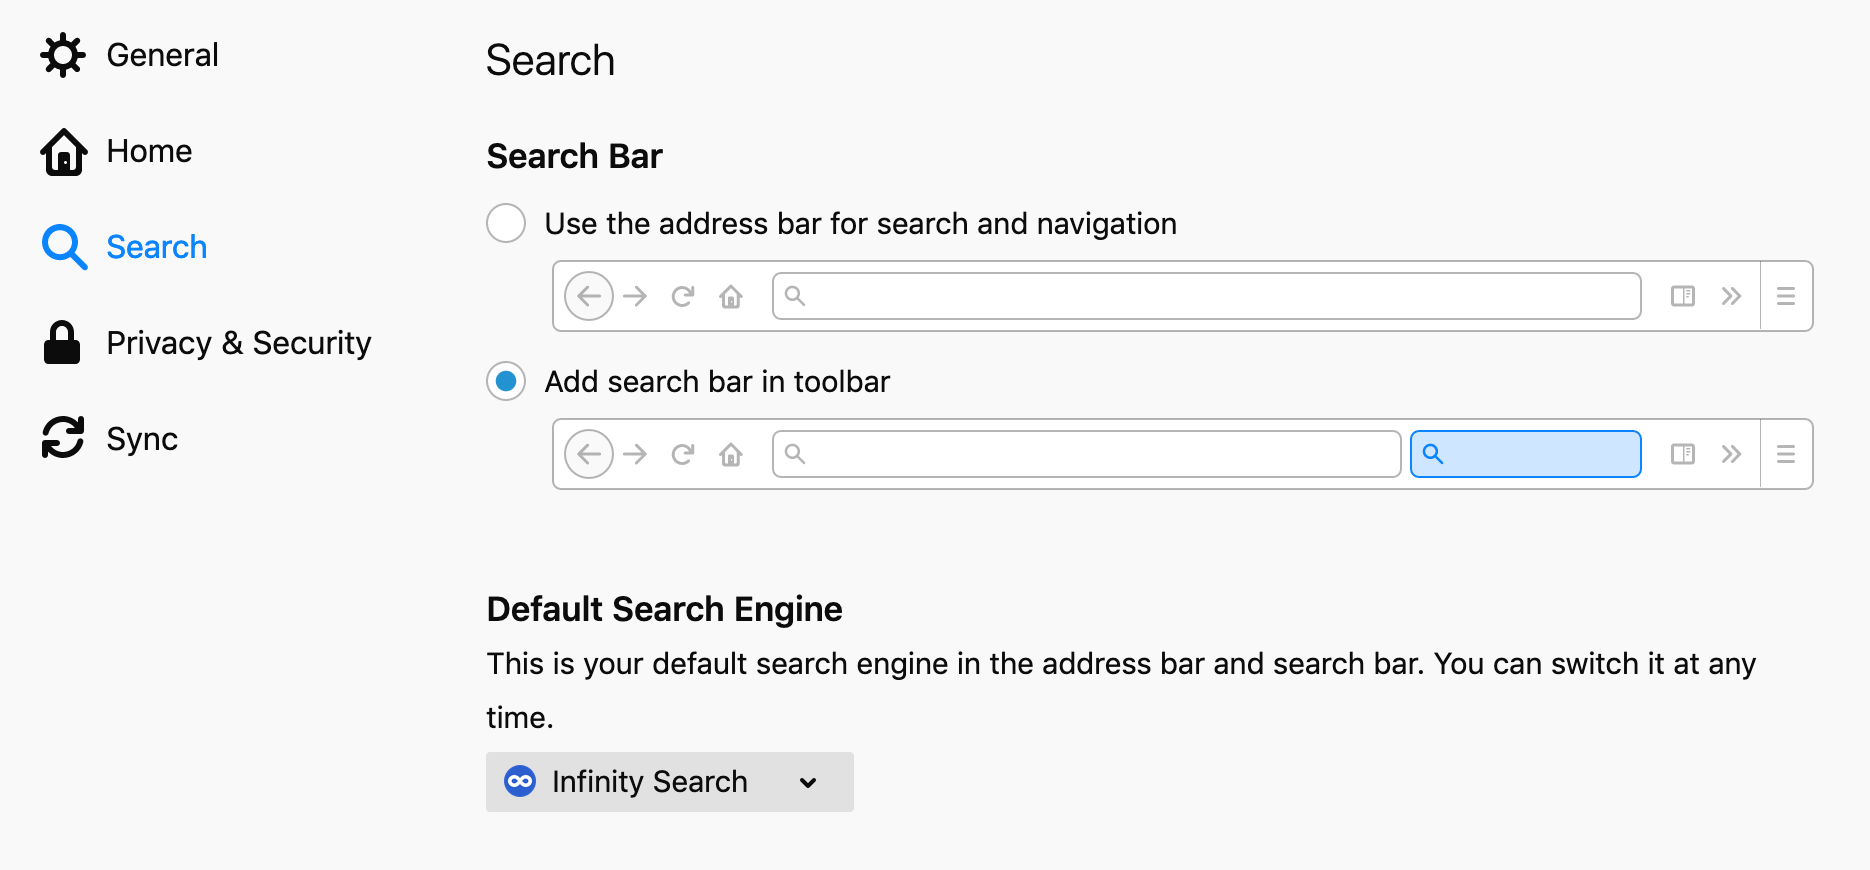 General
Home
Search
Privacy & Security
Sync
Search
Search Bar
Use the address bar for search and navigation
Add search bar in toolbar
Default Search Engine
This is your default search engine in the address bar and search bar. You can switch it at any
time.
Infinity Search